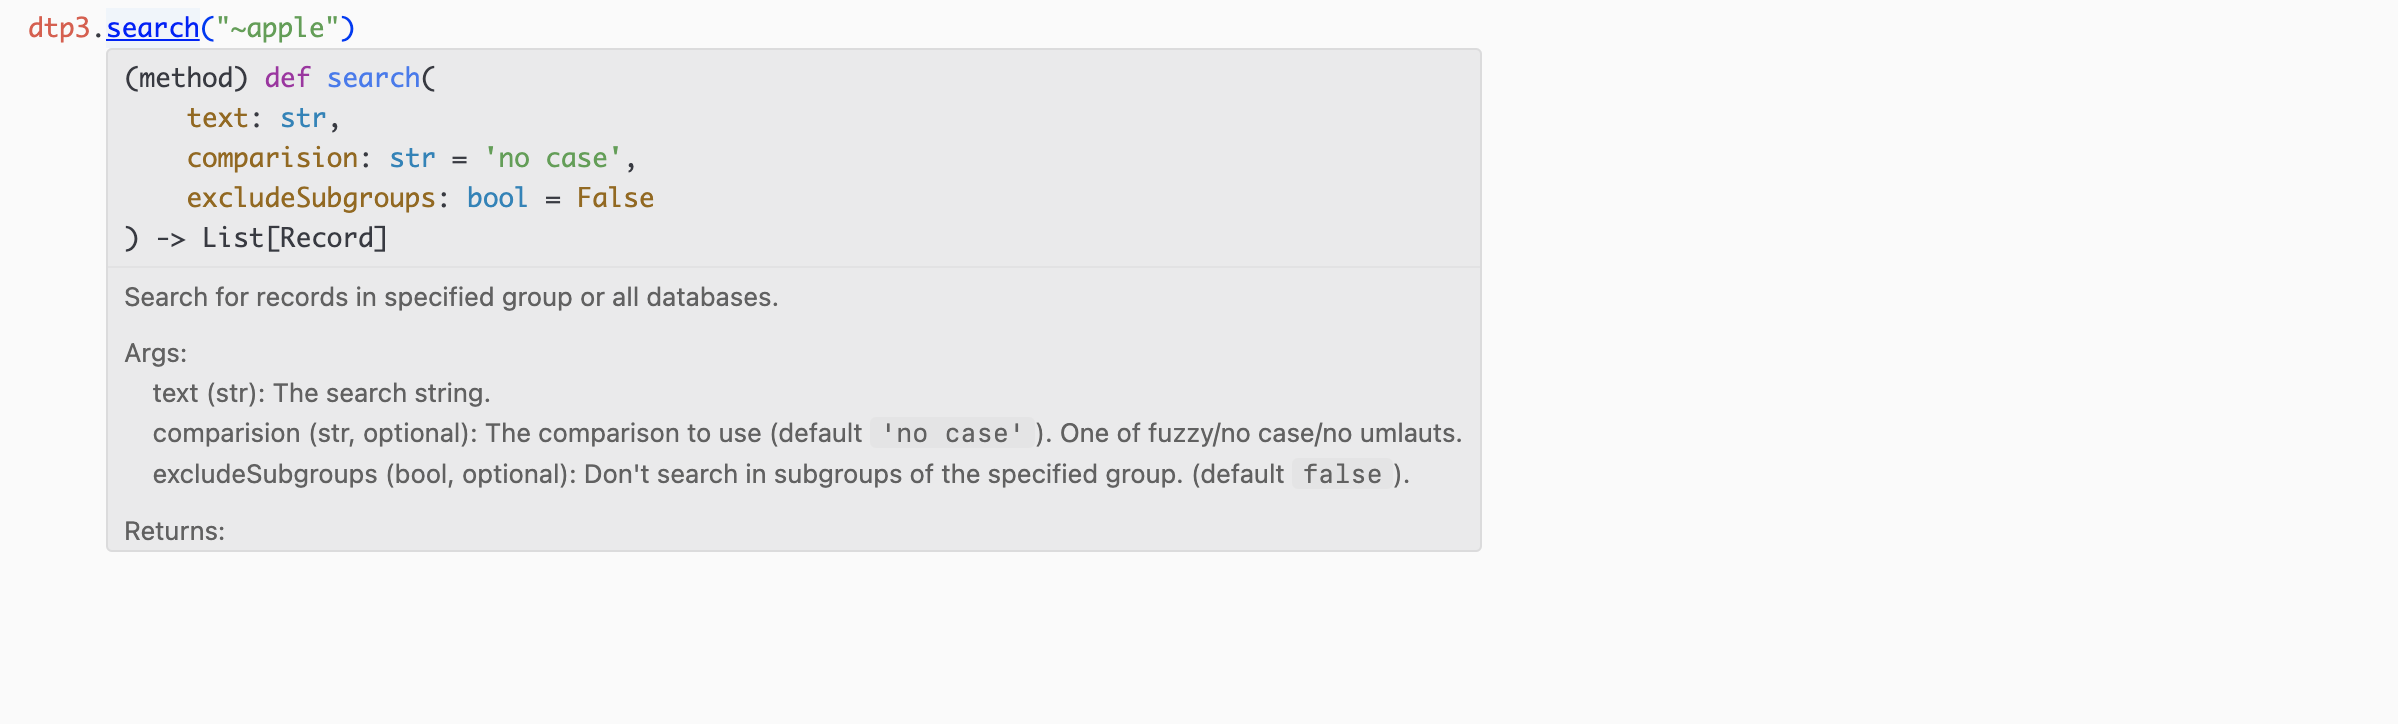 dtp3.search("~apple")
(method) def search(
    text: str,
    comparision: str = 'no case',
    excludeSubgroups: bool = False
) -> List[Record]
Search for records in specified group or all databases.
Args:
text (str): The search string.
comparision (str, optional): The comparison to use (default 'no case' ). One of fuzzy/no case/no umlauts.
excludeSubgroups (bool, optional): Don't search in subgroups of the specified group. (default false ).
Returns: